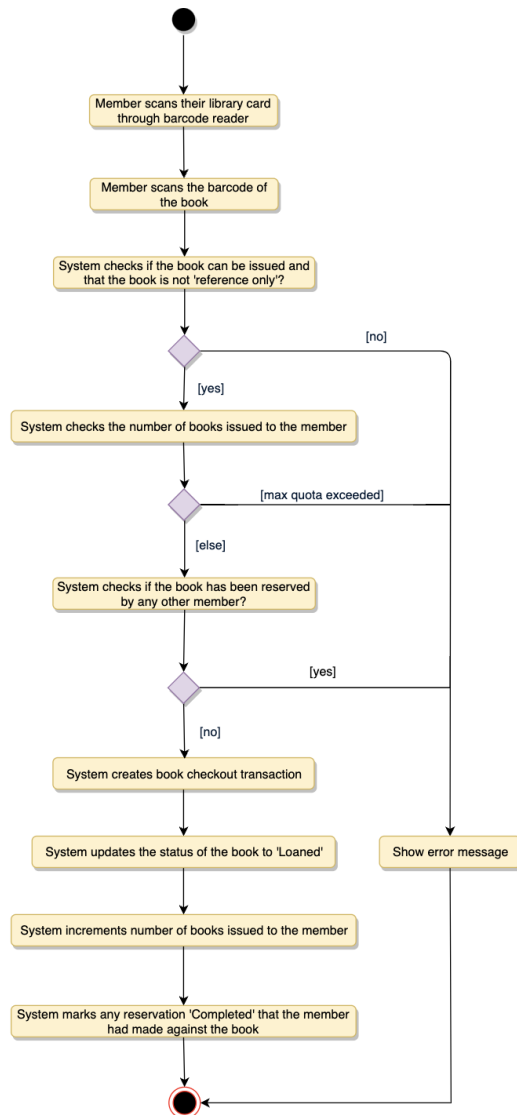 Member scans their library card
through barcode reader
Member scans the barcode of
the book
System checks if the book can be issued and
that the book is not 'reference only'?
[no]
[yes]
System checks the number of books issued to the member
[max quota exceeded]
[else]
System checks if the book has been reserved
by any other member?
[yes]
[no]
System creates book checkout transaction
System updates the status of the book to 'Loaned'
Show error message
System increments number of books issued to the member
System marks any reservation 'Completed' that the member
had made against the book